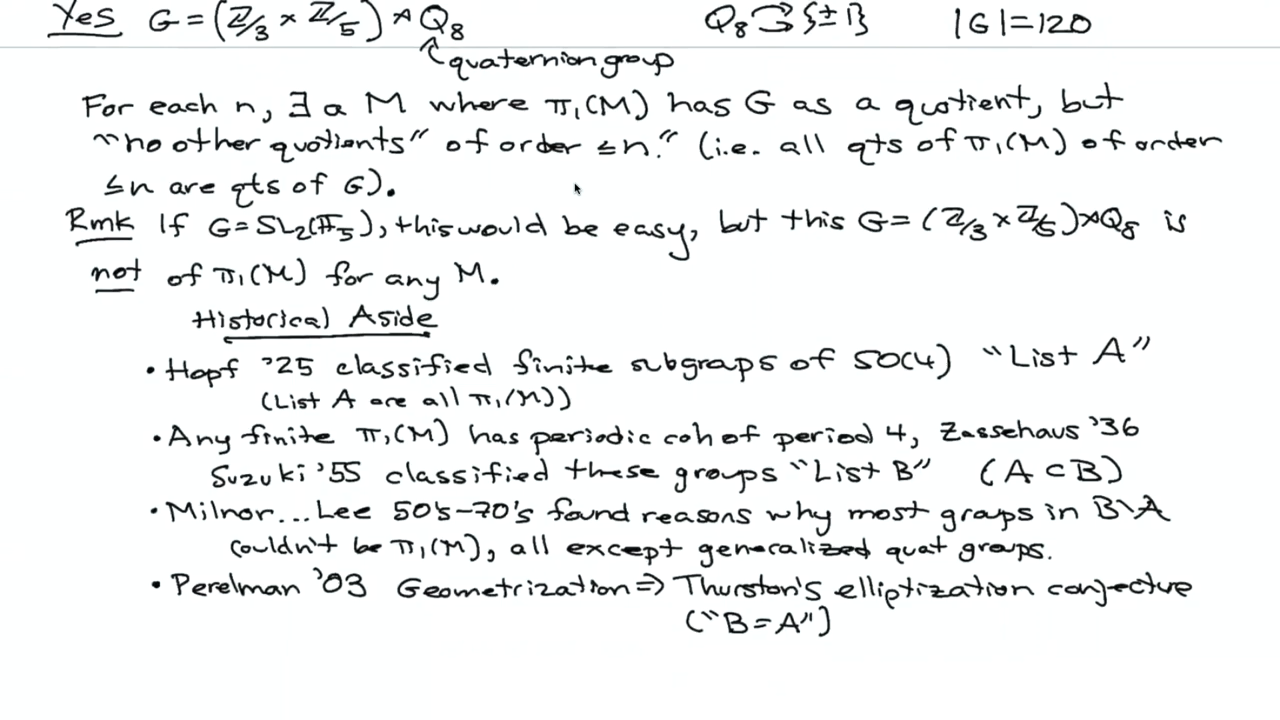 Yes G = (Z/3 × Z/5) ⋊ Q8 Q8 ⇉ {±1} |G|=120
quaternion group
For each n, ∃ a M where π1(M) has G as a quotient, but
"no other quotients" of order ≤n." (i.e. all qts of π1(M) of order
≤n are qts of G).
Rmk If G=SL2(F5), this would be easy, but this G=(Z/3 × Z/5)⋊Q8 is
not of π1(M) for any M.
Historical Aside
• Hopf '25 classified finite subgraps of SO(4) "List A"
(List A are all π1(M))
• Any finite π1(M) has periodic coh of period 4, Zassehaus '36
Suzuki '55 classified these groups "List B" (A⊂B)
• Milnor...Lee 50's-70's found reasons why most groups in B\A
couldn't be π1(M), all except generalized quat groups.
• Perelman '03 Geometrization ⇒ Thurston's elliptization conjecture
("B=A")